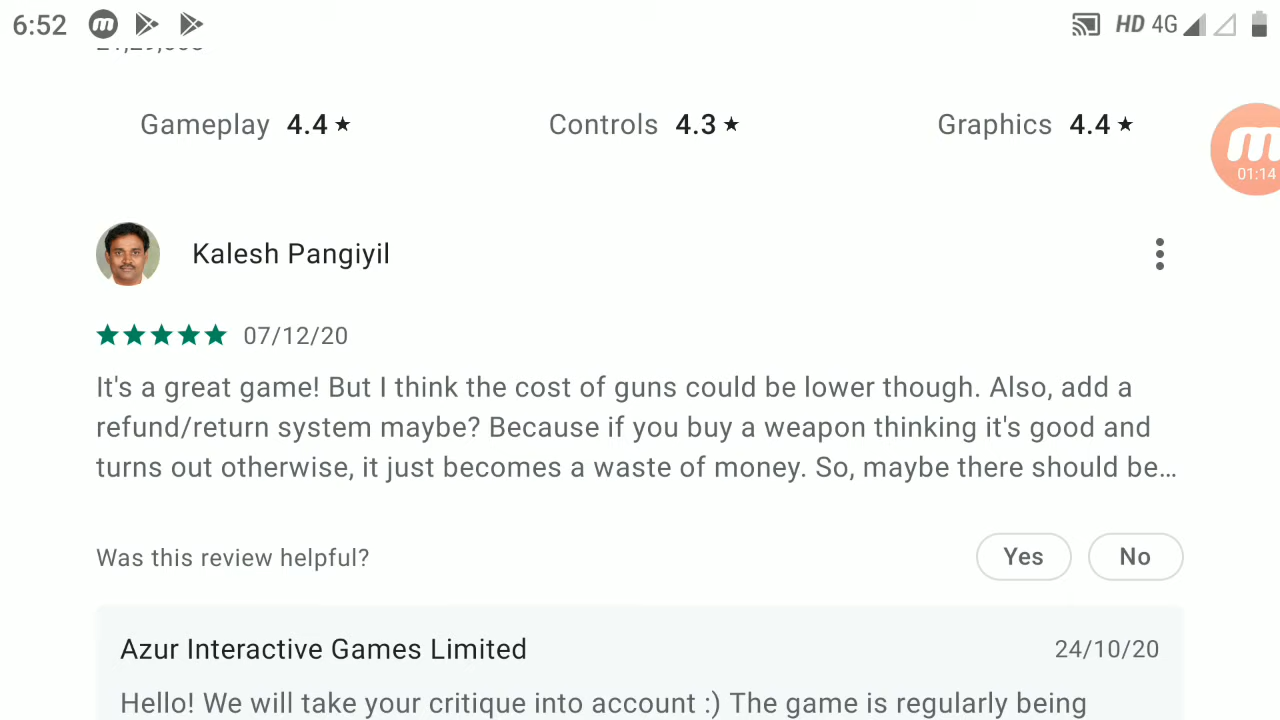 6:52 m HD 4G
Gameplay 4.4★ Controls 4.3★ Graphics 4.4★
m
01:14
Kalesh Pangiyil
07/12/20
It's a great game! But I think the cost of guns could be lower though. Also, add a
refund/return system maybe? Because if you buy a weapon thinking it's good and
turns out otherwise, it just becomes a waste of money. So, maybe there should be…
Was this review helpful? Yes No
Azur Interactive Games Limited 24/10/20
Hello! We will take your critique into account :) The game is regularly being